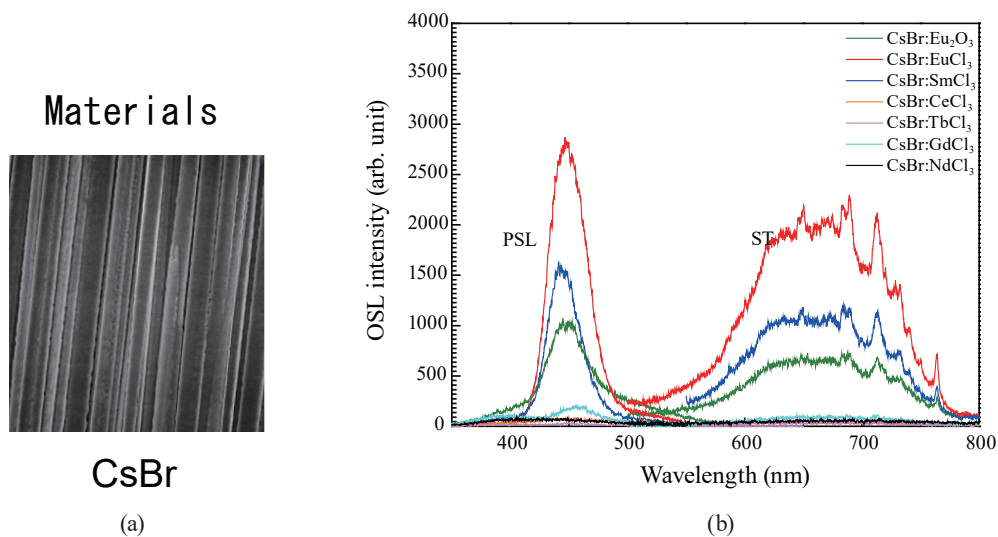 Materials
CsBr
(a)
4000
3500
3000
2500
2000
1500
1000
500
0
OSL intensity (arb. unit)
400
500
600
700
800
Wavelength (nm)
PSL
ST
CsBr:Eu₂O₃
CsBr:EuCl₃
CsBr:SmCl₃
CsBr:CeCl₃
CsBr:TbCl₃
CsBr:GdCl₃
CsBr:NdCl₃
(b)